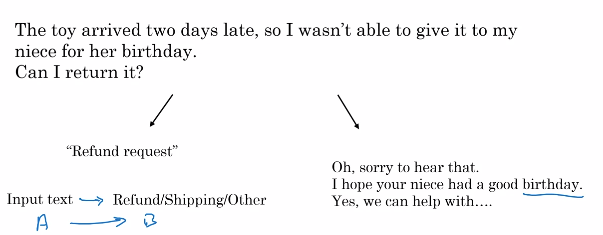 The toy arrived two days late, so I wasn't able to give it to my
niece for her birthday.
Can I return it?
"Refund request"
Input text → Refund/Shipping/Other
A → B
Oh, sorry to hear that.
I hope your niece had a good birthday.
Yes, we can help with….